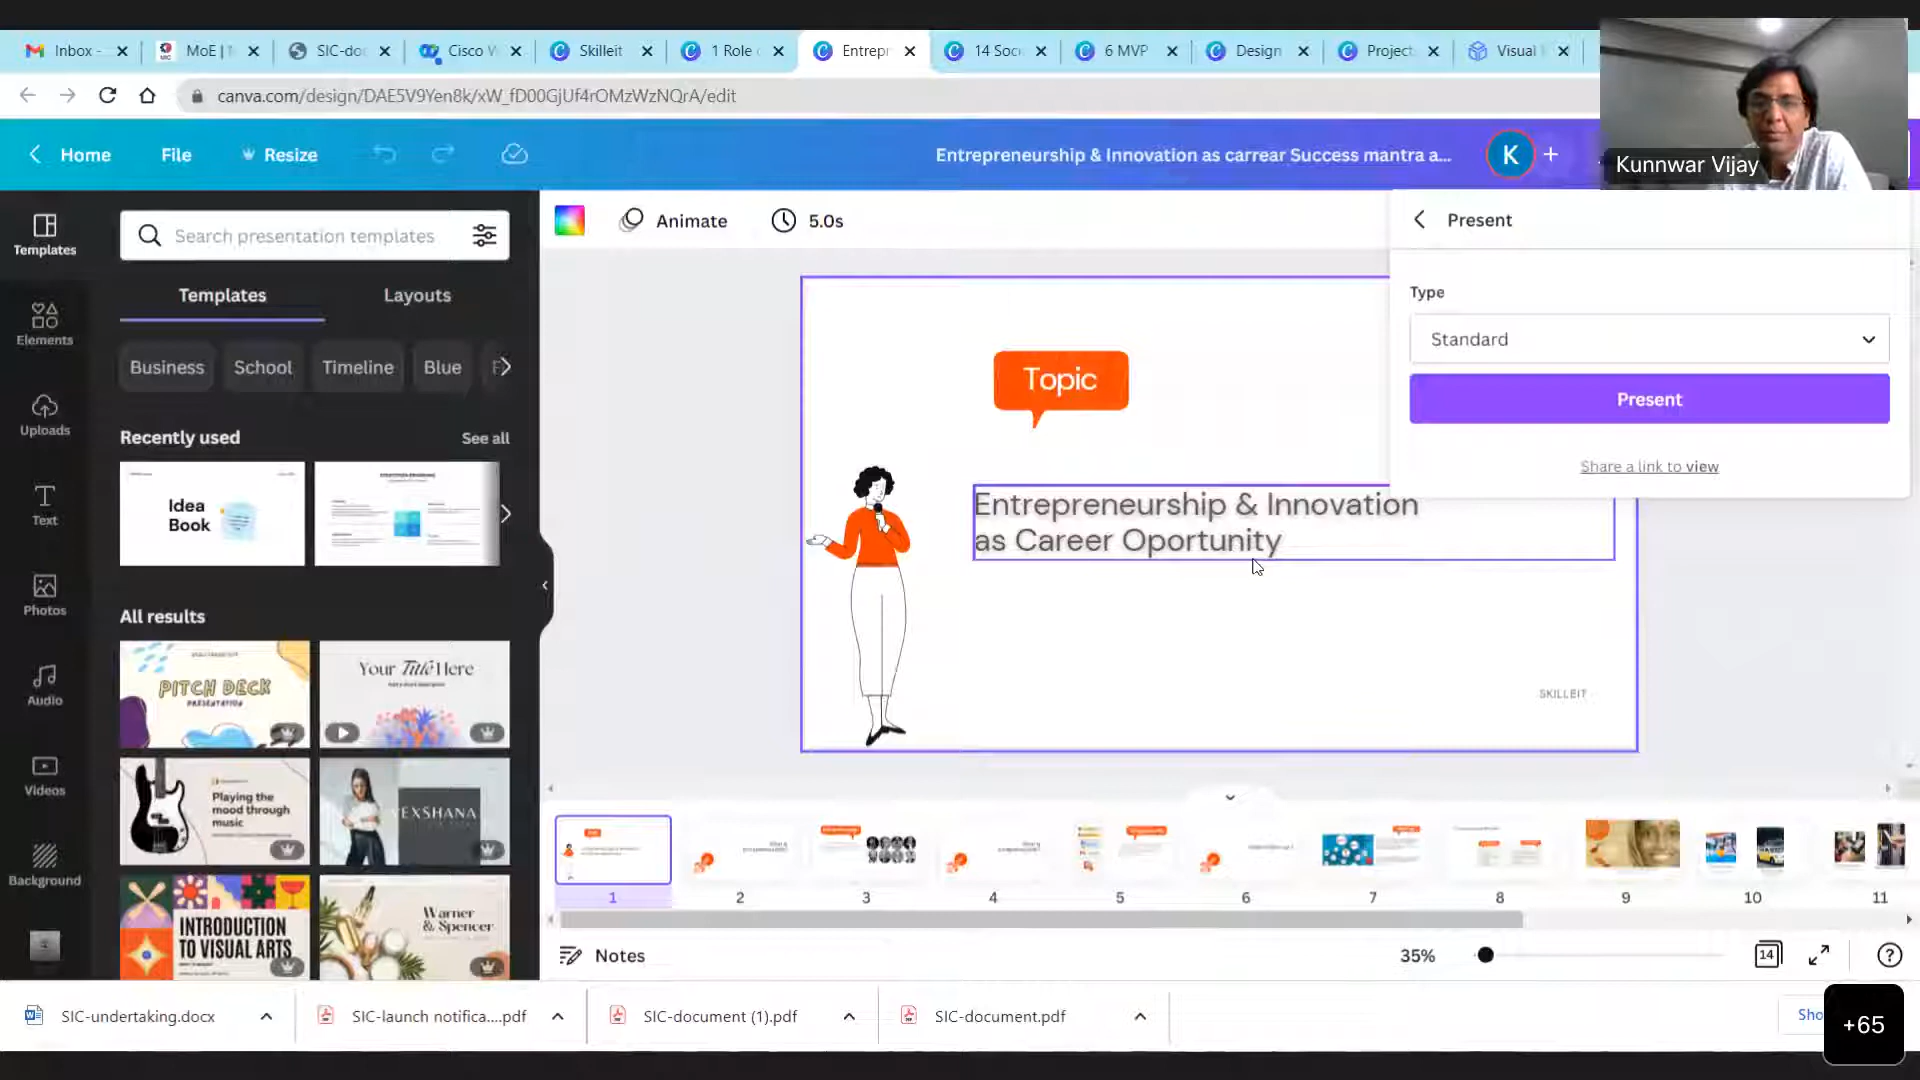 Inbox -
MoE |
SIC-do
Cisco
Skilleit
1 Role
Entrepr
14 Soc
6 MVP
Design
Project
Visual
canva.com/design/DAE5V9Yen8k/xW_fD00GjUf4rOMzWzNQrA/edit
Kunnwar Vijay
Home
File
Resize
Entrepreneurship & Innovation as carrear Success mantra a...
K
Templates
Search presentation templates
Animate
5.0s
Present
Templates
Layouts
Type
Standard
Elements
Business
School
Timeline
Blue
Topic
Present
Uploads
Recently used
See all
Share a link to view
Idea
Book
Entrepreneurship & Innovation
as Career Oportunity
Text
Photos
All results
PITCH DECK
PRESENTATION
Your Title Here
SKILLEIT
Audio
Videos
Playing the
mood through
music
EXSHANA
Background
INTRODUCTION
TO VISUAL ARTS
Warner
& Spencer
1
2
3
4
5
6
7
8
9
10
11
Notes
35%
14
SIC-undertaking.docx
SIC-launch notifica....pdf
SIC-document (1).pdf
SIC-document.pdf
Sho
+65